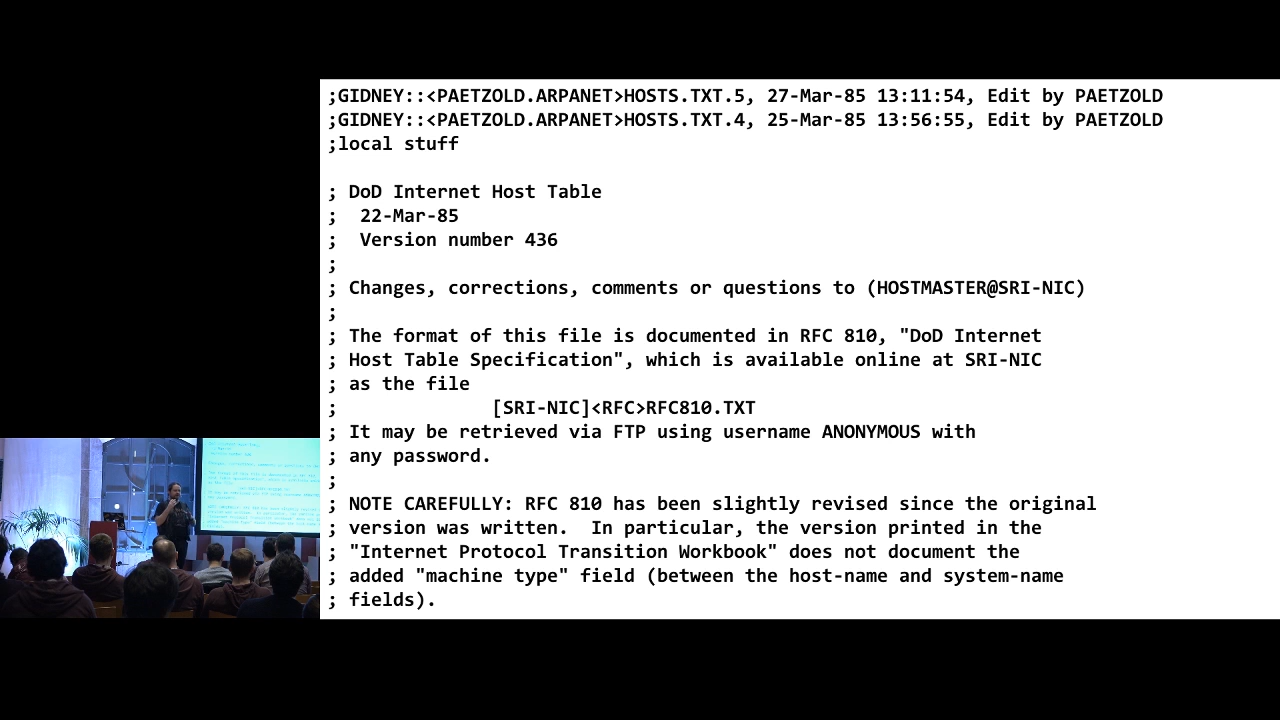 ;GIDNEY::<PAETZOLD.ARPANET>HOSTS.TXT.5, 27-Mar-85 13:11:54, Edit by PAETZOLD
;GIDNEY::<PAETZOLD.ARPANET>HOSTS.TXT.4, 25-Mar-85 13:56:55, Edit by PAETZOLD
;local stuff
; DoD Internet Host Table
;  22-Mar-85
;  Version number 436
;
; Changes, corrections, comments or questions to (HOSTMASTER@SRI-NIC)
;
; The format of this file is documented in RFC 810, "DoD Internet
; Host Table Specification", which is available online at SRI-NIC
; as the file
;              [SRI-NIC]<RFC>RFC810.TXT
; It may be retrieved via FTP using username ANONYMOUS with
; any password.
;
; NOTE CAREFULLY: RFC 810 has been slightly revised since the original
; version was written.  In particular, the version printed in the
; "Internet Protocol Transition Workbook" does not document the
; added "machine type" field (between the host-name and system-name
; fields).